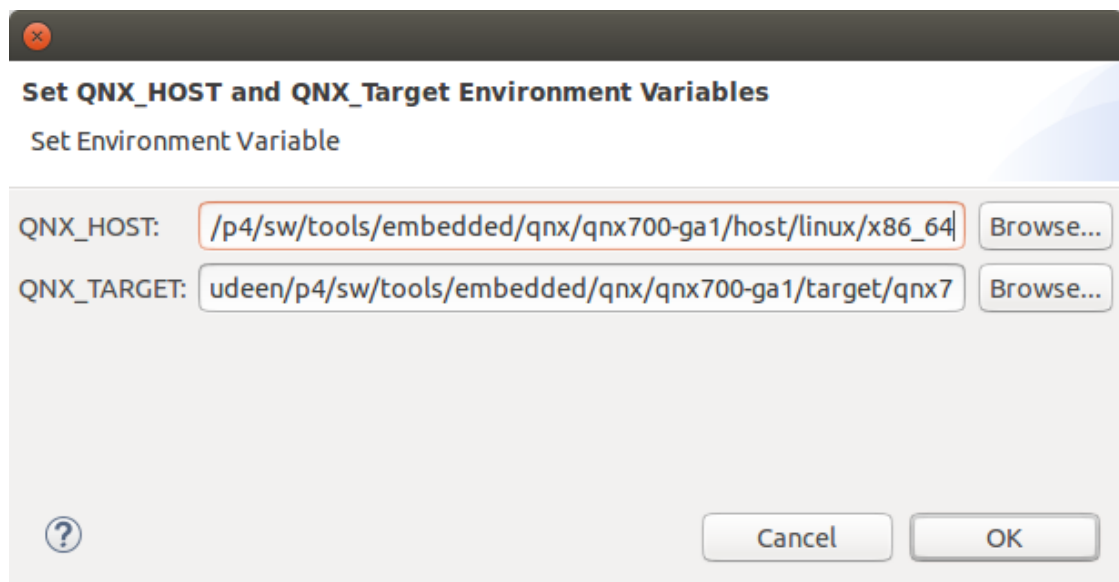 Set QNX_HOST and QNX_Target Environment Variables
Set Environment Variable
QNX_HOST: /p4/sw/tools/embedded/qnx/qnx700-ga1/host/linux/x86_64 Browse...
QNX_TARGET: udeen/p4/sw/tools/embedded/qnx/qnx700-ga1/target/qnx7 Browse...
? Cancel OK